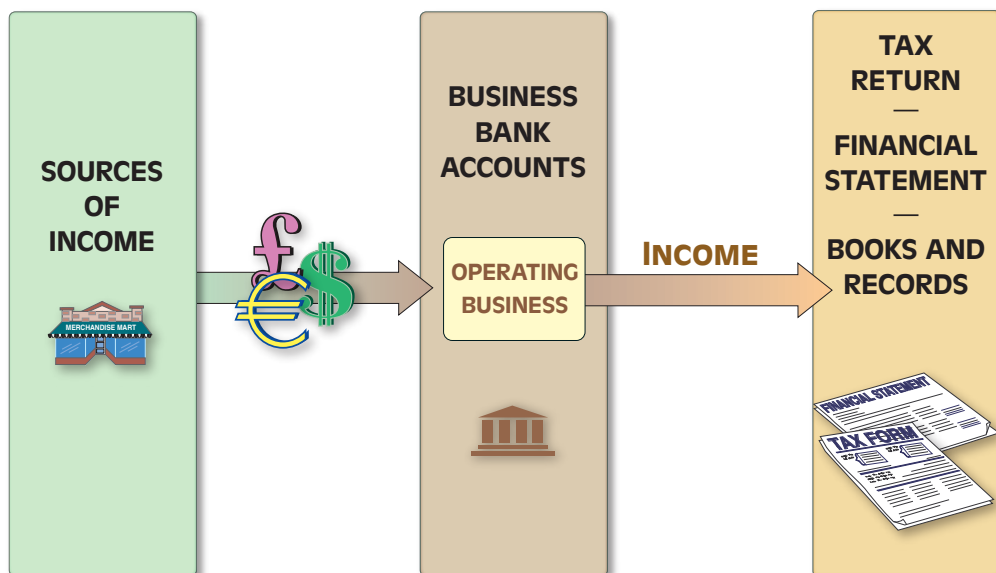 SOURCES
OF
INCOME
MERCHANDISE MART
£
$
€
BUSINESS
BANK
ACCOUNTS
OPERATING
BUSINESS
INCOME
TAX
RETURN
—
FINANCIAL
STATEMENT
—
BOOKS AND
RECORDS
FINANCIAL STATEMENT
TAX FORM